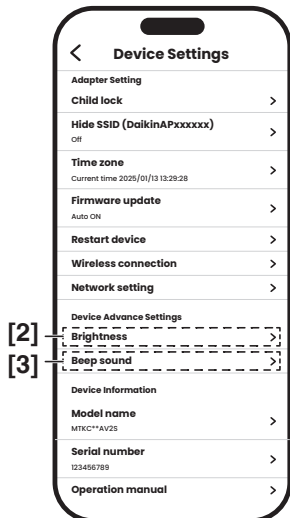 Device Settings
Adapter Setting
Child lock
Hide SSID (DaikinAPxxxxxx)
Off
Time zone
Current time 2025/01/13 13:29:28
Firmware update
Auto ON
Restart device
Wireless connection
Network setting
Device Advance Settings
[2] Brightness
[3] Beep sound
Device Information
Model name
MTKC**AV2S
Serial number
123456789
Operation manual